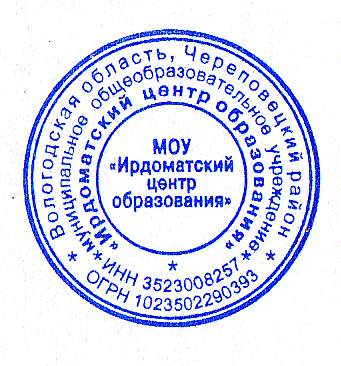 * Вологодская область, Череповецкий район *
ОГРН 1023502290393
* муниципальное общеобразовательное учреждение *
ИНН 3523008257
«Ирдоматский центр образования»
*
МОУ
«Ирдоматский
центр
образования»